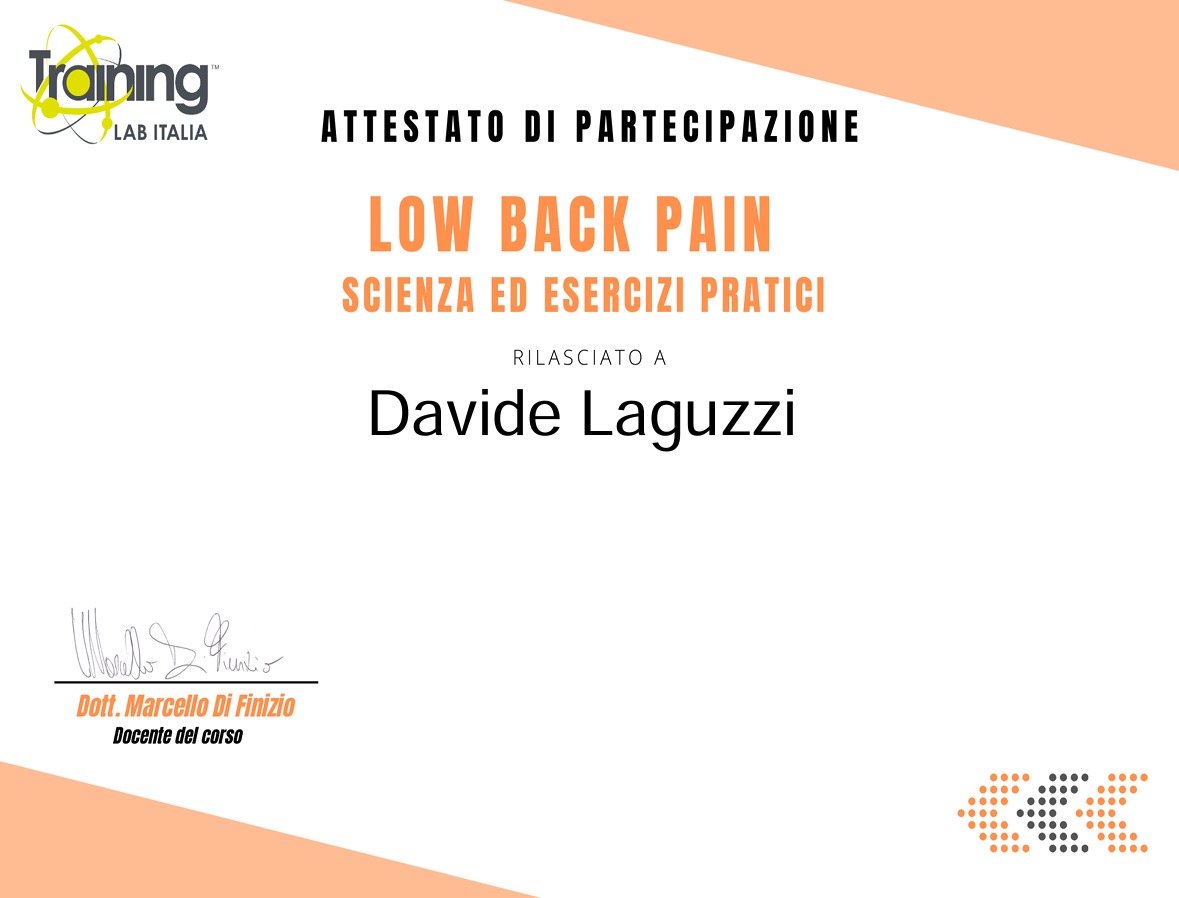 Training™
LAB ITALIA
ATTESTATO DI PARTECIPAZIONE
LOW BACK PAIN
SCIENZA ED ESERCIZI PRATICI
RILASCIATO A
Davide Laguzzi
Marcello Di Finizio
Dott. Marcello Di Finizio
Docente del corso